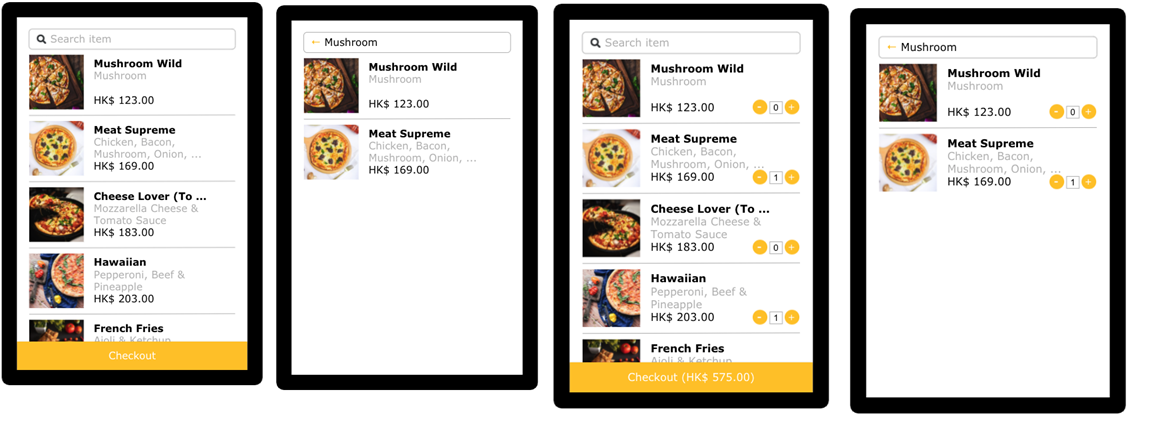 Search item
Mushroom Wild
Mushroom
HK$ 123.00
Meat Supreme
Chicken, Bacon,
Mushroom, Onion, ...
HK$ 169.00
Cheese Lover (To ...
Mozzarella Cheese &
Tomato Sauce
HK$ 183.00
Hawaiian
Pepperoni, Beef &
Pineapple
HK$ 203.00
French Fries
Aioli & Ketchup
Checkout
← Mushroom
Mushroom Wild
Mushroom
HK$ 123.00
Meat Supreme
Chicken, Bacon,
Mushroom, Onion, ...
HK$ 169.00
Search item
Mushroom Wild
Mushroom
HK$ 123.00 - 0 +
Meat Supreme
Chicken, Bacon,
Mushroom, Onion, ...
HK$ 169.00 - 1 +
Cheese Lover (To ...
Mozzarella Cheese &
Tomato Sauce
HK$ 183.00 - 0 +
Hawaiian
Pepperoni, Beef &
Pineapple
HK$ 203.00 - 1 +
French Fries
Aioli & Ketchup
Checkout (HK$ 575.00)
← Mushroom
Mushroom Wild
Mushroom
HK$ 123.00 - 0 +
Meat Supreme
Chicken, Bacon,
Mushroom, Onion, ...
HK$ 169.00 - 1 +